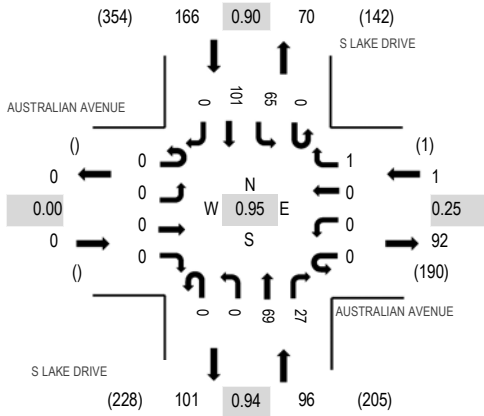 (354) 166 0.90 70 (142)
S LAKE DRIVE
AUSTRALIAN AVENUE
0 101 65 0
() 0 1 (1)
0 0 1
0.00 0 N 0.25
W 0.95 E
0 0 S 0 92
() 0 0 (190)
0 0 69 27
AUSTRALIAN AVENUE
S LAKE DRIVE
(228) 101 0.94 96 (205)